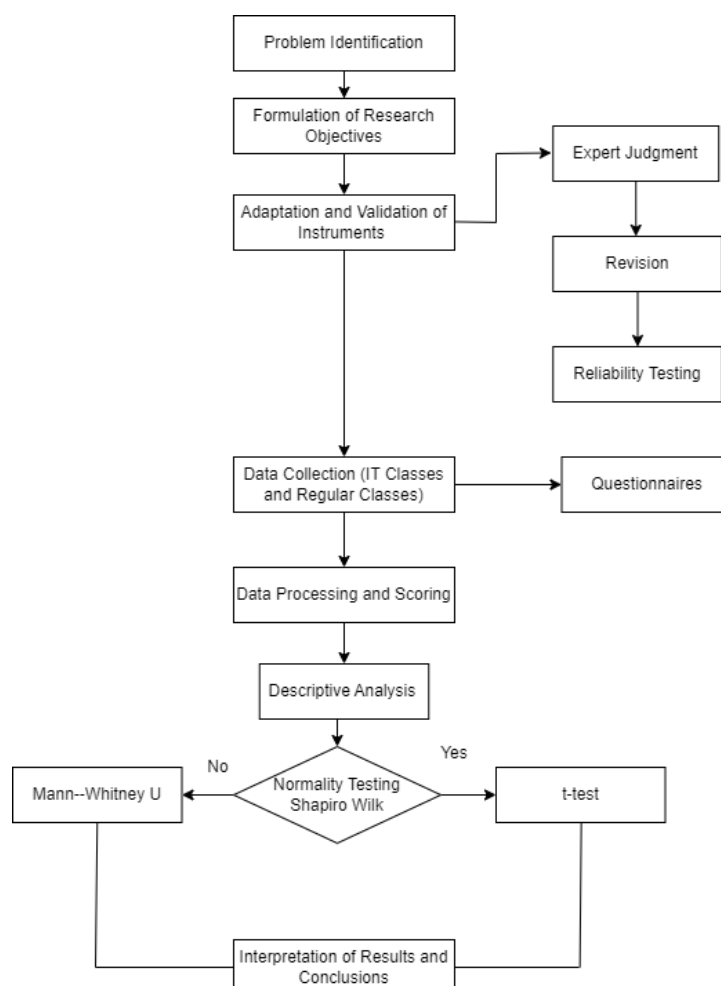 Problem Identification
Formulation of Research
Objectives
Expert Judgment
Adaptation and Validation of
Instruments
Revision
Reliability Testing
Data Collection (IT Classes
and Regular Classes)
Questionnaires
Data Processing and Scoring
Descriptive Analysis
No
Yes
Mann--Whitney U
Normality Testing
Shapiro Wilk
t-test
Interpretation of Results and
Conclusions